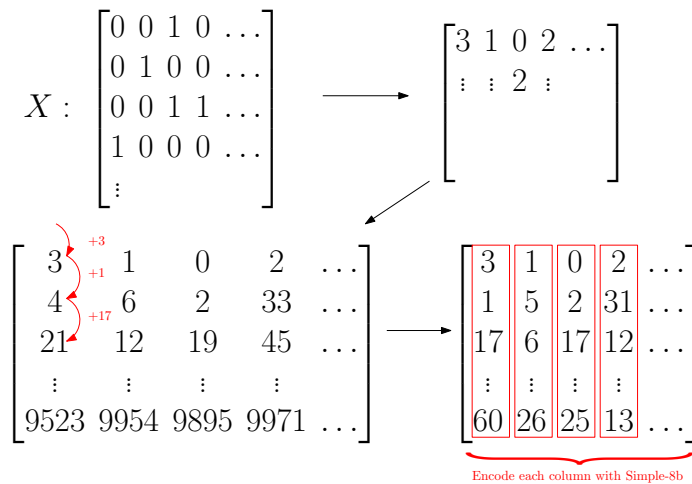 X :
0 0 1 0 ...
0 1 0 0 ...
0 0 1 1 ...
1 0 0 0 ...
⋮
3 1 0 2 ...
⋮ ⋮ 2 ⋮
+3
3 1 0 2 ...
+1
4 6 2 33 ...
+17
21 12 19 45 ...
⋮ ⋮ ⋮ ⋮
9523 9954 9895 9971 ...
3 1 0 2 ...
1 5 2 31 ...
17 6 17 12 ...
⋮ ⋮ ⋮ ⋮
60 26 25 13 ...
Encode each column with Simple-8b